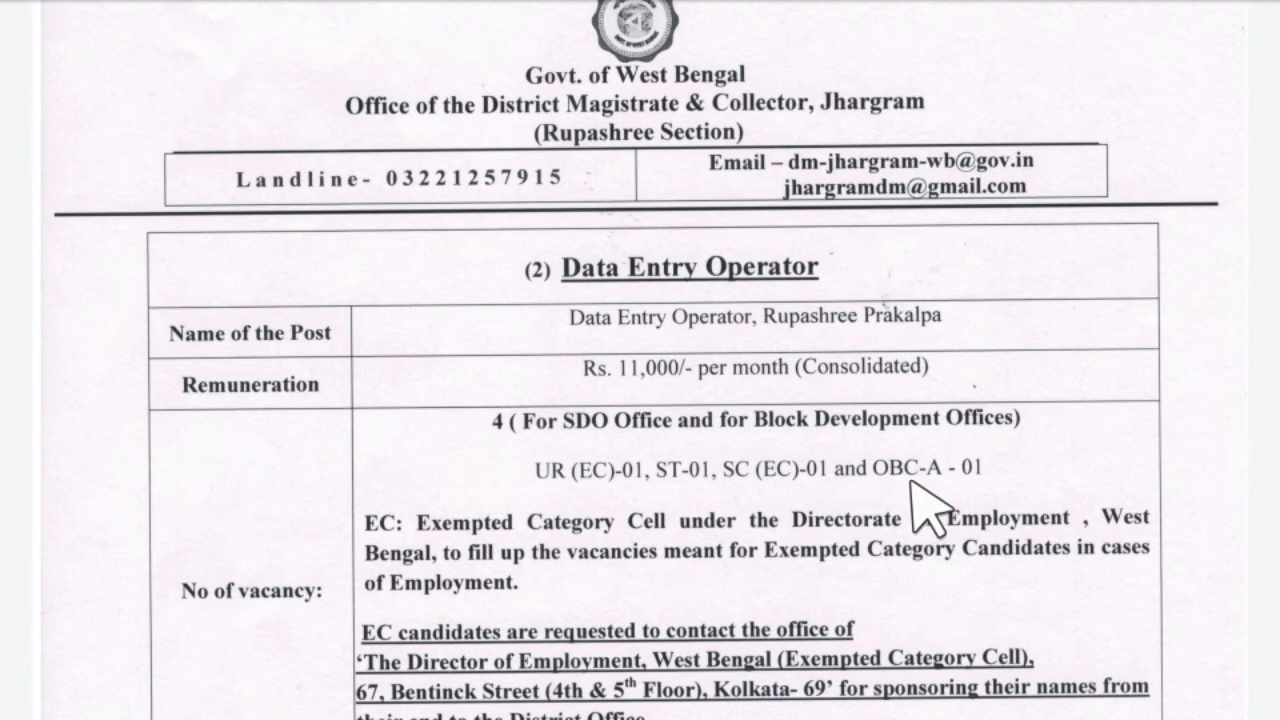 Govt. of West Bengal
Office of the District Magistrate & Collector, Jhargram
(Rupashree Section)
Landline- 03221257915
Email – dm-jhargram-wb@gov.in
jhargramdm@gmail.com
(2) Data Entry Operator
Name of the Post
Data Entry Operator, Rupashree Prakalpa
Remuneration
Rs. 11,000/- per month (Consolidated)
No of vacancy:
4 ( For SDO Office and for Block Development Offices)
UR (EC)-01, ST-01, SC (EC)-01 and OBC-A - 01
EC: Exempted Category Cell under the Directorate Employment , West
Bengal, to fill up the vacancies meant for Exempted Category Candidates in cases
of Employment.
EC candidates are requested to contact the office of
‘The Director of Employment, West Bengal (Exempted Category Cell),
67, Bentinck Street (4th & 5th Floor), Kolkata- 69’ for sponsoring their names from
their end to the District Office